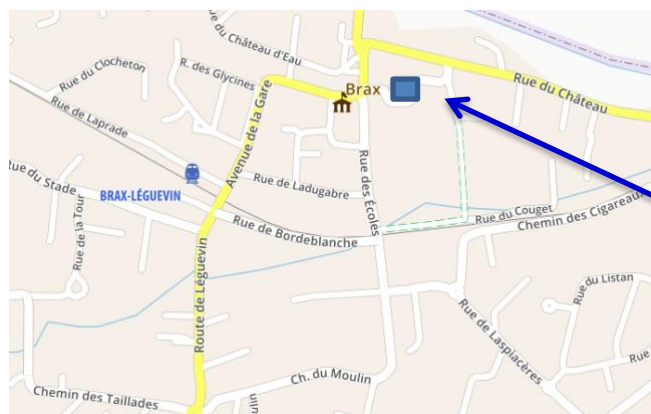 Rue du Château d'Eau
Rue du Clocheton
R. des Glycines
Brax
Rue du Château
Rue de Laprade
Avenue de la Gare
Rue des Écoles
Rue du Stade
BRAX-LÉGUEVIN
Rue de Ladugabre
Rue de la Tour
Rue de Bordeblanche
Rue du Couget
Chemin des Cigareaux
Route de Léguevin
Rue du Listan
Rue de Laspiacères
Rue
Ch. du Moulin
Chemin des Taillades